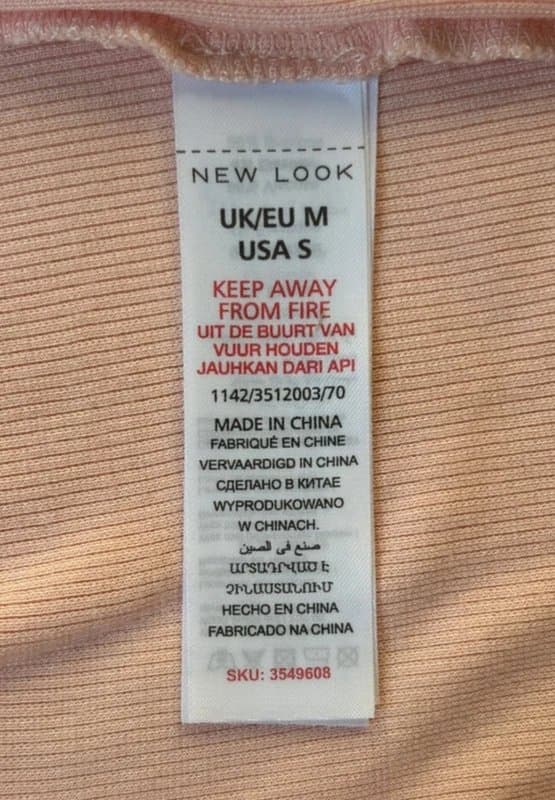 NEW LOOK
UK/EU M
USA S
KEEP AWAY
FROM FIRE
UIT DE BUURT VAN
VUUR HOUDEN
JAUHKAN DARI API
1142/3512003/70
MADE IN CHINA
FABRIQUÉ EN CHINE
VERVAARDIGD IN CHINA
СДЕЛАНО В КИТАЕ
WYPRODUKOWANO
W CHINACH.
صنع فى الصين
ԱՐՏԱԴՐՎԱԾ Է
ՉԻՆԱՍՏԱՆՈՒՄ
HECHO EN CHINA
FABRICADO NA CHINA
SKU: 3549608